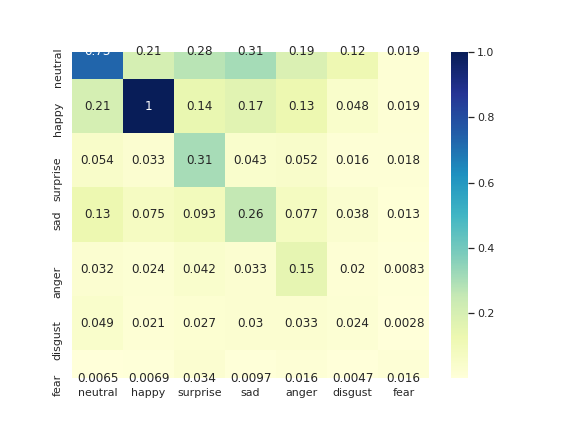 neutral 0.21 0.28 0.31 0.19 0.12 0.019
happy 0.21 1 0.14 0.17 0.13 0.048 0.019
surprise 0.054 0.033 0.31 0.043 0.052 0.016 0.018
sad 0.13 0.075 0.093 0.26 0.077 0.038 0.013
anger 0.032 0.024 0.042 0.033 0.15 0.02 0.0083
disgust 0.049 0.021 0.027 0.03 0.033 0.024 0.0028
fear 0.0065 0.0069 0.034 0.0097 0.016 0.0047 0.016
neutral happy surprise sad anger disgust fear
1.0
0.8
0.6
0.4
0.2